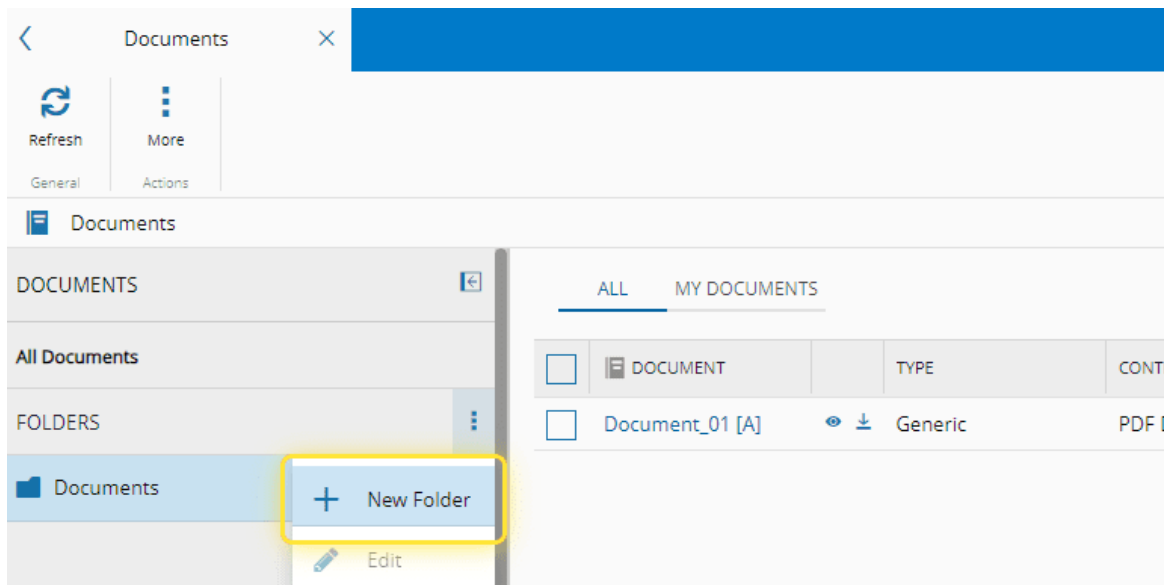 Documents
Refresh
More
General
Actions
Documents
DOCUMENTS
ALL
MY DOCUMENTS
All Documents
DOCUMENT
TYPE
CONT
FOLDERS
Document_01 [A]
Generic
PDF
Documents
New Folder
Edit